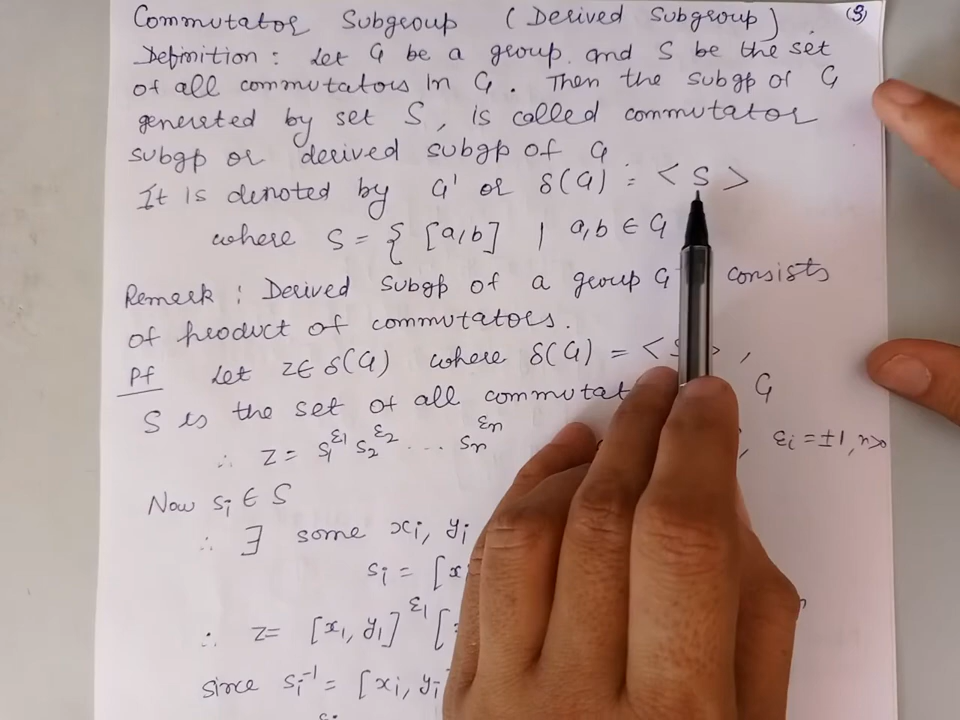 Commutator Subgroup (Derived Subgroup) (3)
Definition : Let G be a group and S be the set
of all commutators in G. Then the subgp of G
generated by set S, is called commutator
subgp or derived subgp of G
It is denoted by G' or δ(G) = < S >
where S = { [a,b] | a,b ∈ G
Remark : Derived subgp of a group G consists
of product of commutators.
Pf Let z ∈ δ(G) where δ(G) = < S > ,
S is the set of all commutat G
∴ z = s₁^ε₁ s₂^ε₂ ... sₙ^εₙ , εᵢ = ±1, n>0
Now sᵢ ∈ S
∴ ∃ some xᵢ, yᵢ
sᵢ = [x
∴ z = [x₁, y₁]^ε₁ [
since sᵢ⁻¹ = [xᵢ, yᵢ